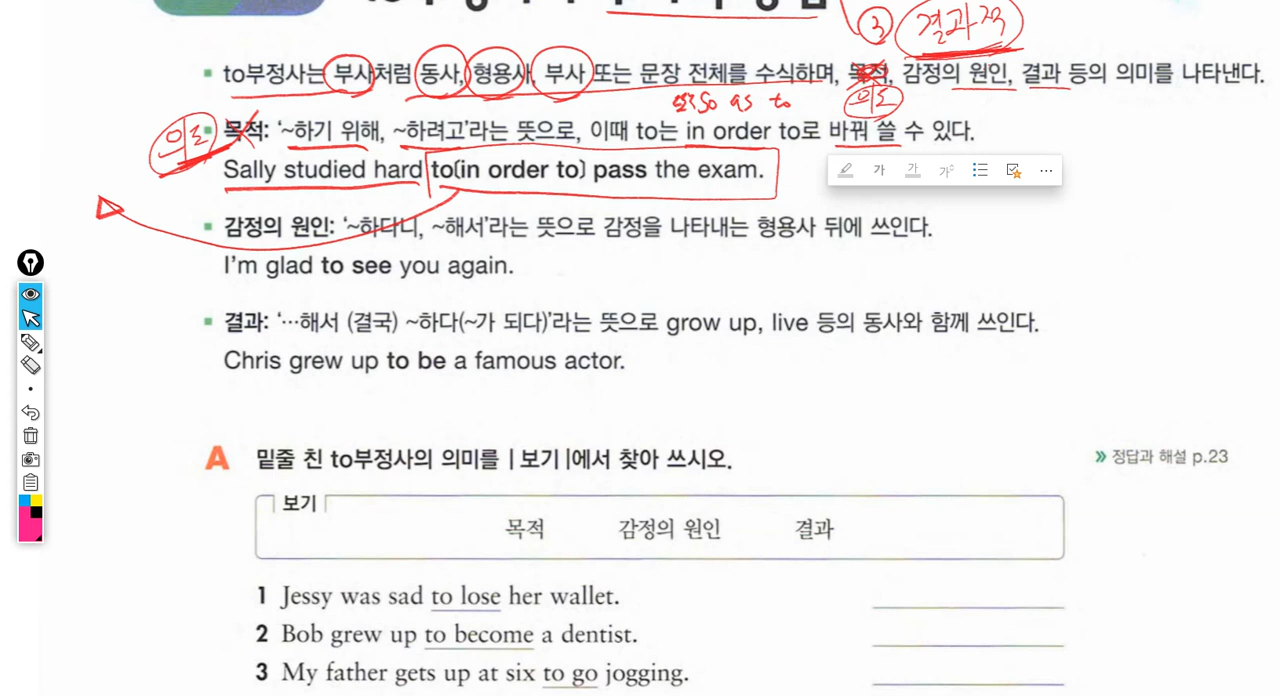 ③ 결과적
to부정사는 부사처럼 동사, 형용사, 부사 또는 문장 전체를 수식하며, 목적, 감정의 원인, 결과 등의 의미를 나타낸다.
so as to 의도
의도 목적: ‘~하기 위해, ~하려고’라는 뜻으로, 이때 to는 in order to로 바꿔 쓸 수 있다.
Sally studied hard to(in order to) pass the exam.
가 가 가
감정의 원인: ‘~하다니, ~해서’라는 뜻으로 감정을 나타내는 형용사 뒤에 쓰인다.
I'm glad to see you again.
결과: ‘…해서 (결국) ~하다(~가 되다)’라는 뜻으로 grow up, live 등의 동사와 함께 쓰인다.
Chris grew up to be a famous actor.
A 밑줄 친 to부정사의 의미를 |보기|에서 찾아 쓰시오.
» 정답과 해설 p.23
보기
목적 감정의 원인 결과
1 Jessy was sad to lose her wallet.
2 Bob grew up to become a dentist.
3 My father gets up at six to go jogging.